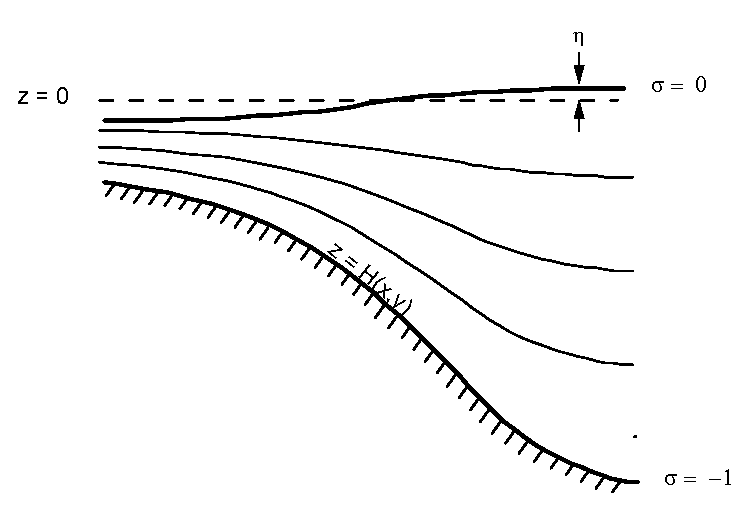 η
z = 0
σ = 0
z = H(x,y)
σ = −1